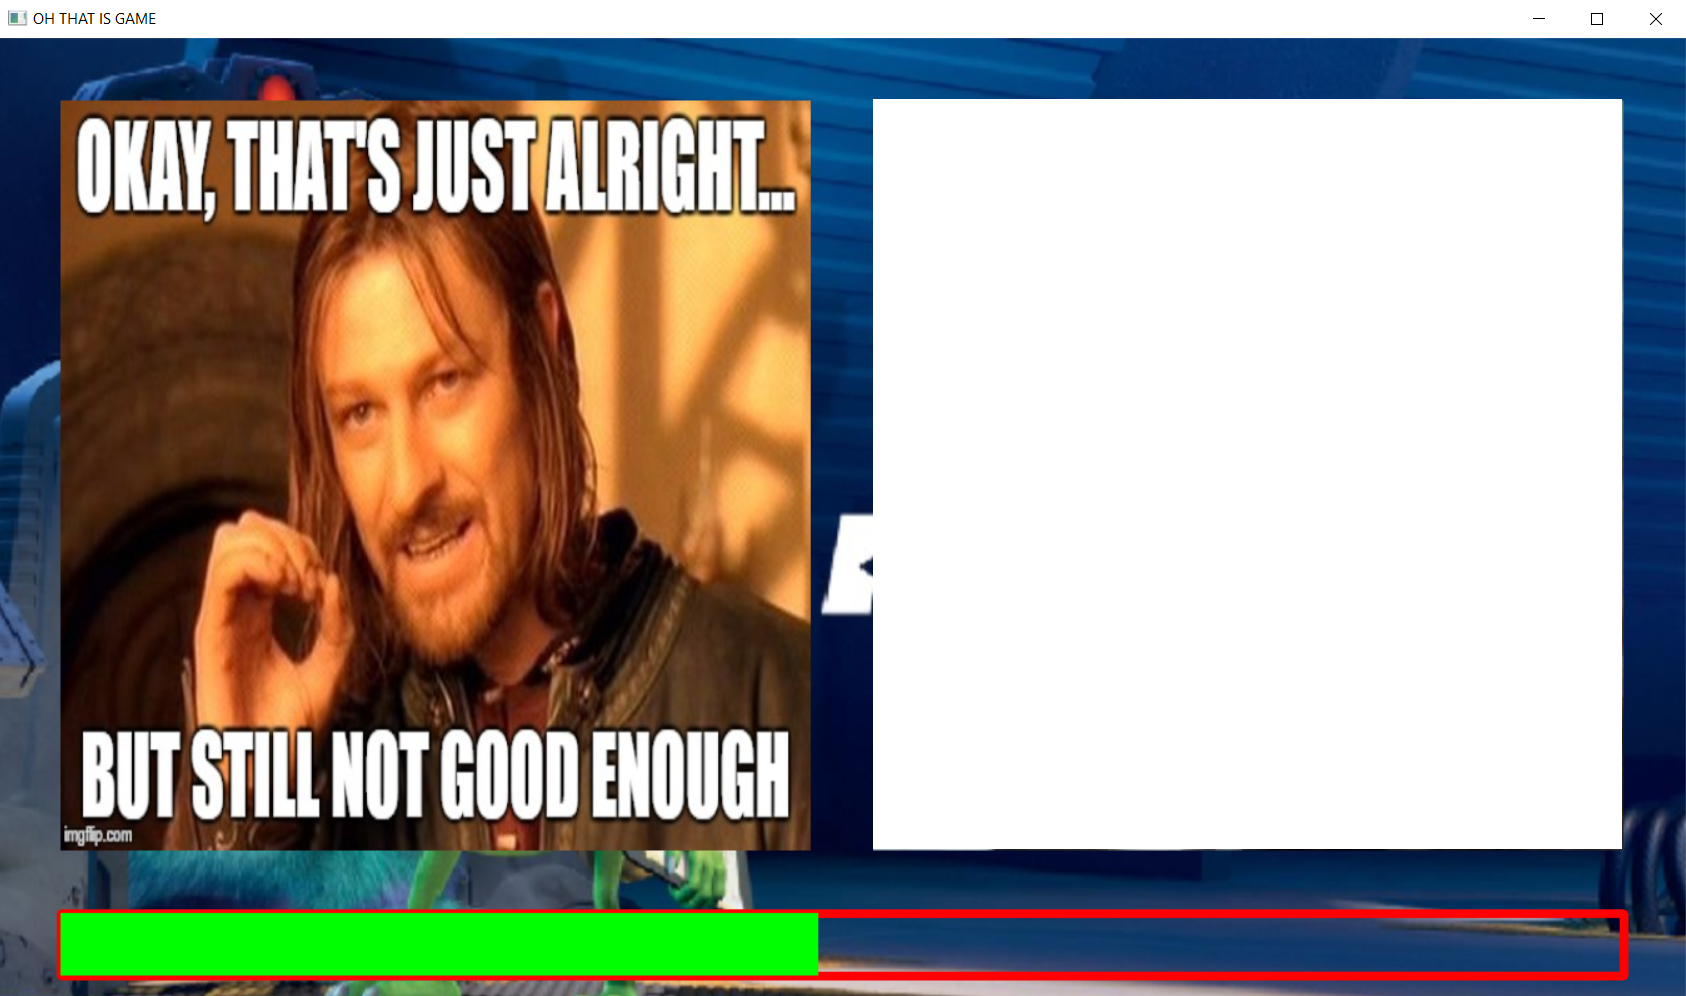 OH THAT IS GAME
OKAY, THAT'S JUST ALRIGHT...
BUT STILL NOT GOOD ENOUGH
imgflip.com